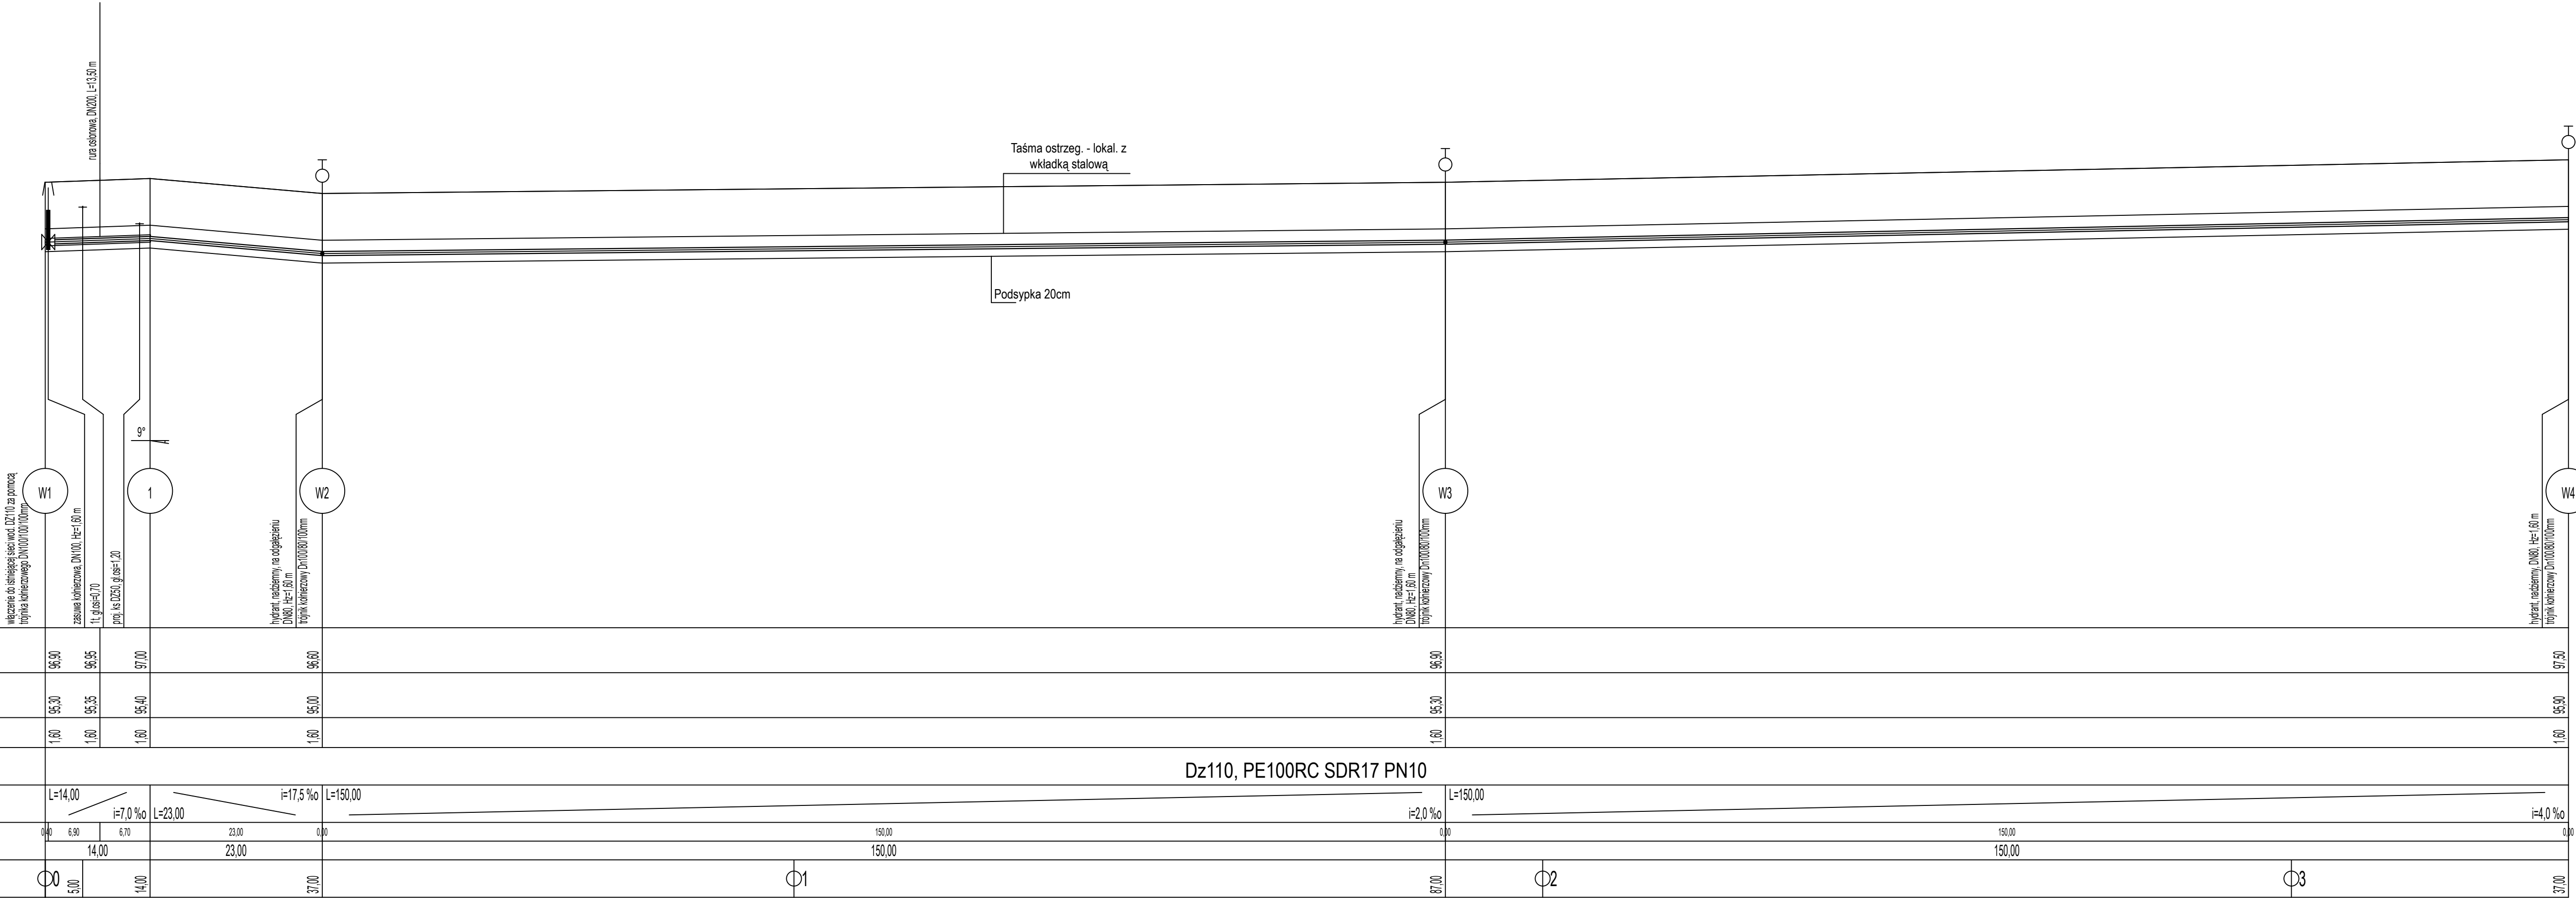 rura osłonowa, DN200, L=13,50 m
Taśma ostrzeg. - lokal. z
wkładką stalową
Podsypka 20cm
9°
W1
1
W2
W3
W4
włączenie do istniejącej sieci wod. DZ110 za pomocą
trójnika kołnierzowego DN100/100/100mm
zasuwa kołnierzowa, DN100, Hz=1,60 m
1t, gł.osi=0,70
proj. ks DZ50, gł.osi=1,20
hydrant, nadziemny, na odgałęzieniu
DN80, Hz=1,60 m
trójnik kołnierzowy Dn100/80/100mm
hydrant, nadziemny, na odgałęzieniu
DN80, Hz=1,60 m
trójnik kołnierzowy Dn100/80/100mm
hydrant, nadziemny, DN80, Hz=1,60 m
trójnik kołnierzowy Dn100/80/100mm
96,90 96,95 97,00 96,60 96,90 97,50
95,30 95,35 95,40 95,00 95,30 95,90
1,60 1,60 1,60 1,60 1,60 1,60
Dz110, PE100RC SDR17 PN10
L=14,00 i=17,5 %o L=150,00 L=150,00
i=7,0 %o L=23,00 i=2,0 %o i=4,0 %o
0,40 6,90 6,70 23,00 0,00 150,00 0,00 150,00 0,00
14,00 23,00 150,00 150,00
0 5,00 14,00 37,00 1 87,00 2 3 37,00